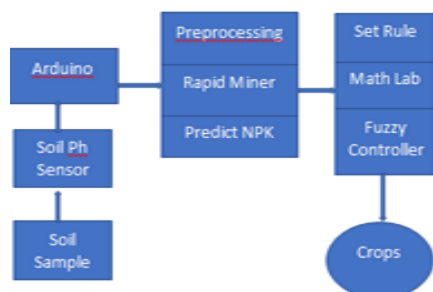 Arduino
Soil Ph
Sensor
Soil
Sample
Preprocessing
Rapid Miner
Predict NPK
Set Rule
Math Lab
Fuzzy
Controller
Crops